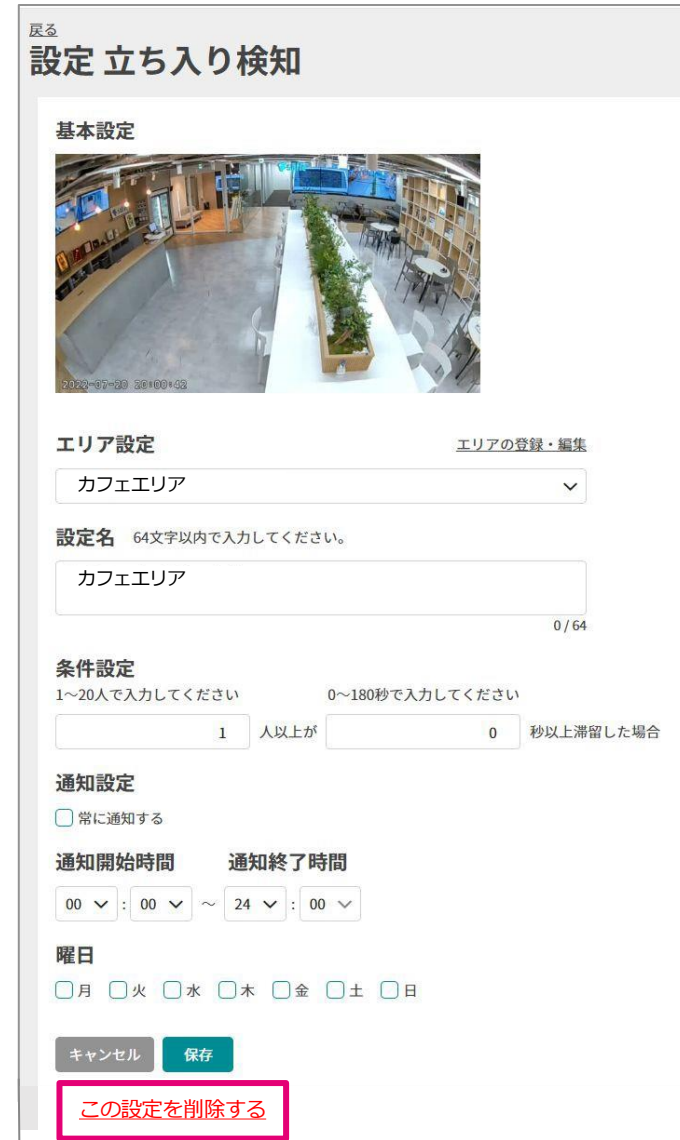 戻る
設定 立ち入り検知
基本設定
2022-07-20 20:00:42
エリア設定 エリアの登録・編集
カフェエリア
設定名 64文字以内で入力してください。
カフェエリア
0 / 64
条件設定
1〜20人で入力してください 0〜180秒で入力してください
1 人以上が 0 秒以上滞留した場合
通知設定
常に通知する
通知開始時間 通知終了時間
00 : 00 〜 24 : 00
曜日
月 火 水 木 金 土 日
キャンセル 保存
この設定を削除する